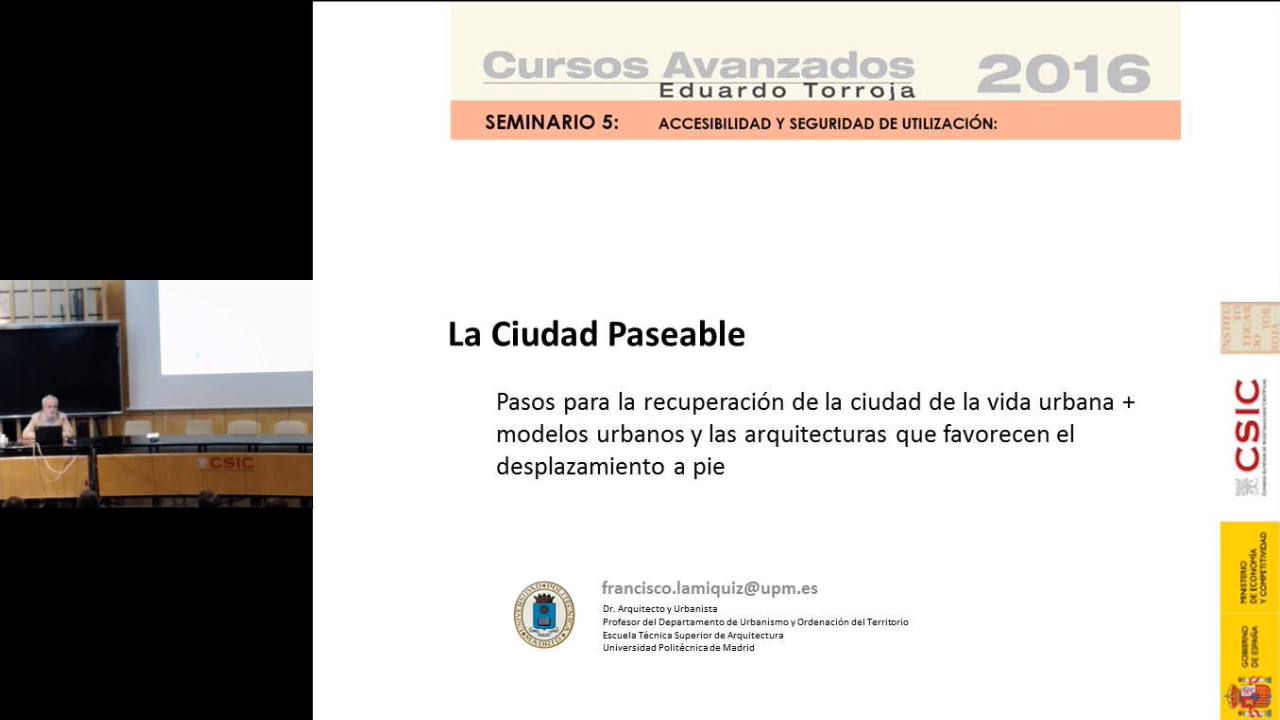 Cursos Avanzados 2016
Eduardo Torroja
SEMINARIO 5: ACCESIBILIDAD Y SEGURIDAD DE UTILIZACIÓN:
La Ciudad Paseable
Pasos para la recuperación de la ciudad de la vida urbana +
modelos urbanos y las arquitecturas que favorecen el
desplazamiento a pie
francisco.lamiquiz@upm.es
Dr. Arquitecto y Urbanista
Profesor del Departamento de Urbanismo y Ordenación del Territorio
Escuela Técnica Superior de Arquitectura
Universidad Politécnica de Madrid
CSIC
CSIC
MINISTERIO
DE ECONOMÍA
Y COMPETITIVIDAD
GOBIERNO
DE ESPAÑA